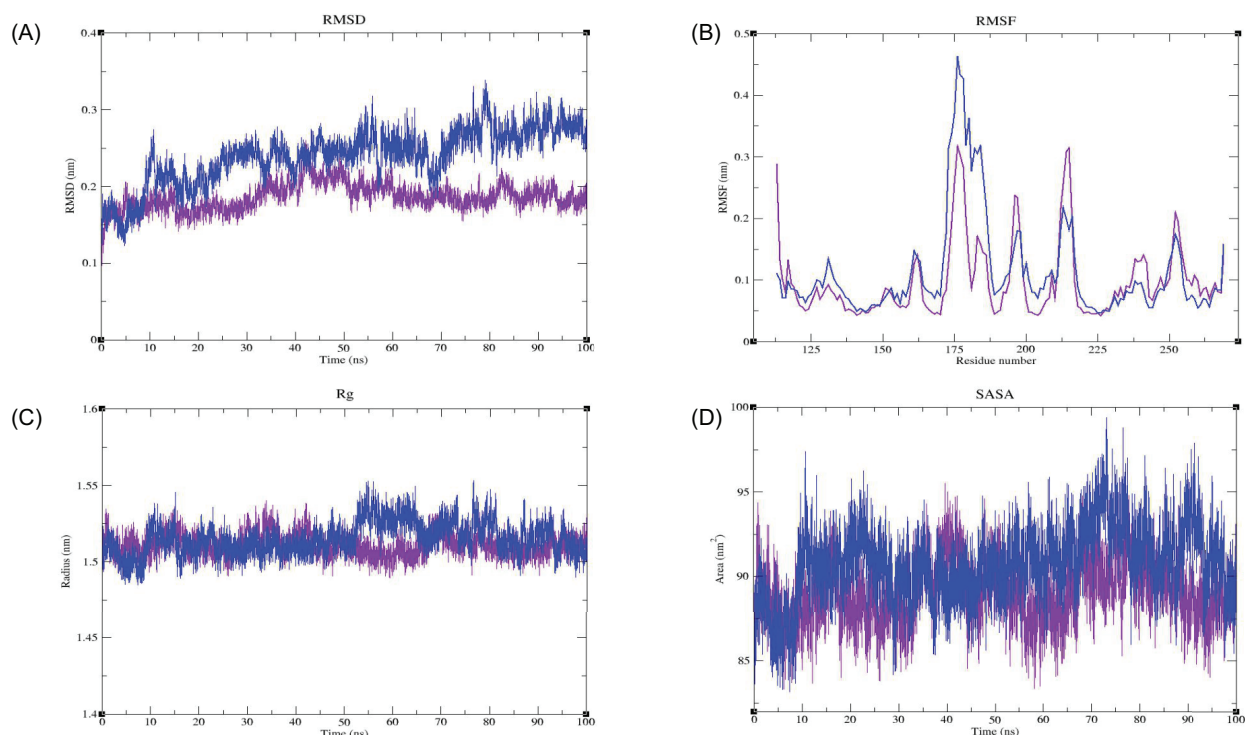 (A)
RMSD
0.4
0.3
0.2
0.1
0
RMSD (nm)
0 10 20 30 40 50 60 70 80 90 100
Time (ns)
(B)
RMSF
0.5
0.4
0.3
0.2
0.1
0
RMSF (nm)
125 150 175 200 225 250
Residue number
(C)
Rg
1.6
1.55
1.5
1.45
1.4
Radius (nm)
0 10 20 30 40 50 60 70 80 90 100
Time (ns)
(D)
SASA
100
95
90
85
Area (nm²)
0 10 20 30 40 50 60 70 80 90 100
Time (ns)